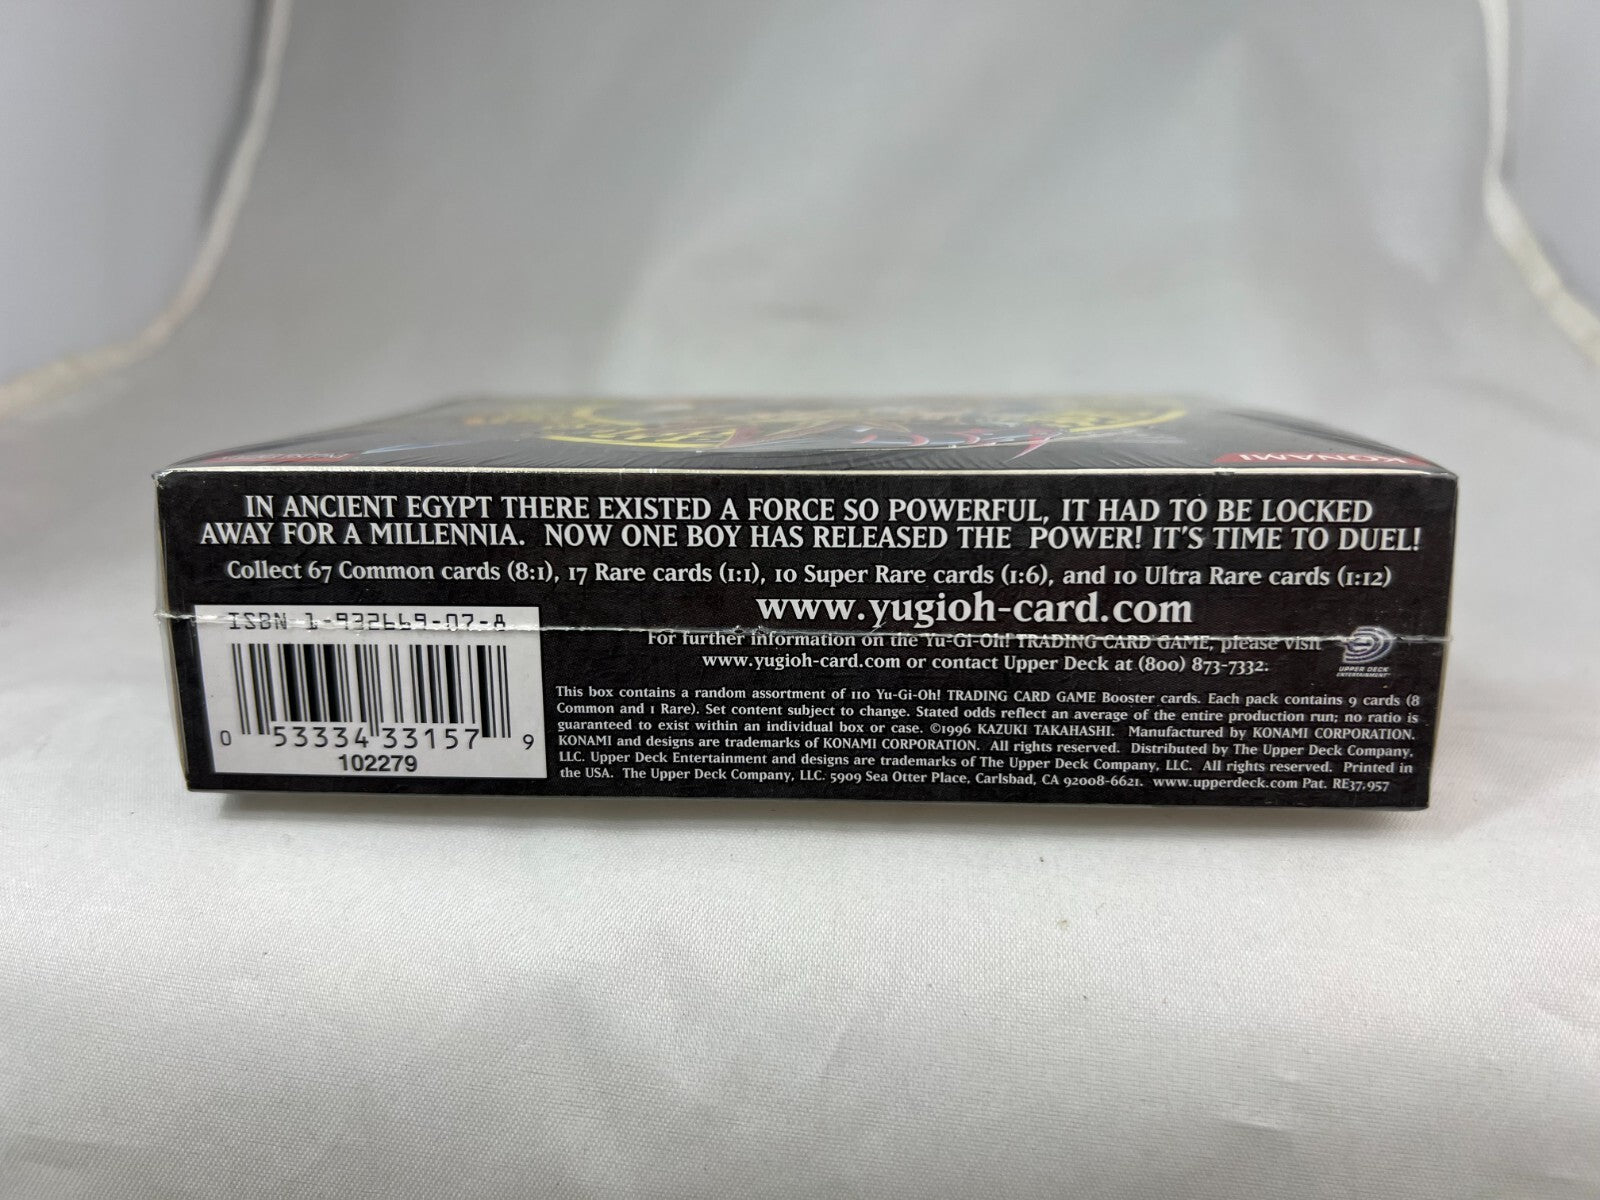 KONAMI
IN ANCIENT EGYPT THERE EXISTED A FORCE SO POWERFUL, IT HAD TO BE LOCKED
AWAY FOR A MILLENNIA. NOW ONE BOY HAS RELEASED THE POWER! IT'S TIME TO DUEL!
Collect 67 Common cards (8:1), 17 Rare cards (1:1), 10 Super Rare cards (1:6), and 10 Ultra Rare cards (1:12)
www.yugioh-card.com
For further information on the Yu-Gi-Oh! TRADING CARD GAME, please visit
www.yugioh-card.com or contact Upper Deck at (800) 873-7332.
UPPER DECK
ENTERTAINMENT
ISBN 1-932669-07-8
0 53334 33157 9
102279
This box contains a random assortment of 110 Yu-Gi-Oh! TRADING CARD GAME Booster cards. Each pack contains 9 cards (8
Common and 1 Rare). Set content subject to change. Stated odds reflect an average of the entire production run; no ratio is
guaranteed to exist within an individual box or case. ©1996 KAZUKI TAKAHASHI. Manufactured by KONAMI CORPORATION.
KONAMI and designs are trademarks of KONAMI CORPORATION. All rights reserved. Distributed by The Upper Deck Company,
LLC. Upper Deck Entertainment and designs are trademarks of The Upper Deck Company, LLC. All rights reserved. Printed in
the USA. The Upper Deck Company, LLC. 5909 Sea Otter Place, Carlsbad, CA 92008-6621. www.upperdeck.com Pat. RE37,957